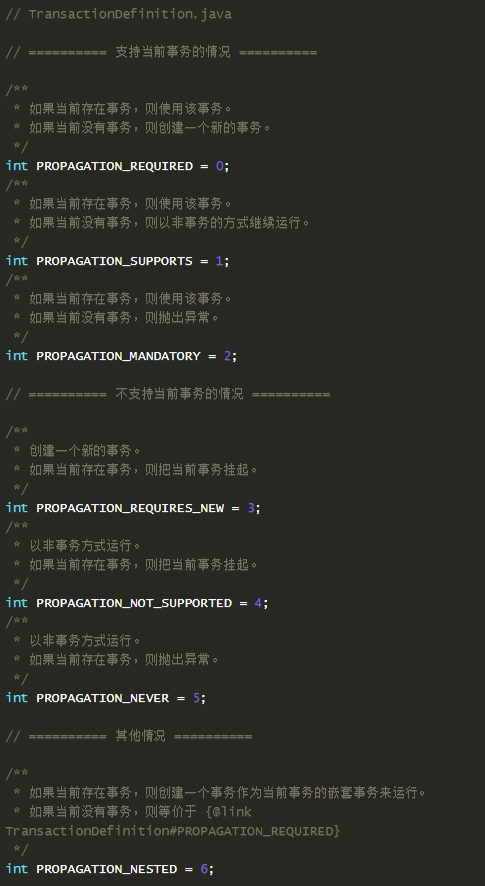 // TransactionDefinition.java
// ========== 支持当前事务的情况 ==========
/**
 * 如果当前存在事务，则使用该事务。
 * 如果当前没有事务，则创建一个新的事务。
 */
int PROPAGATION_REQUIRED = 0;
/**
 * 如果当前存在事务，则使用该事务。
 * 如果当前没有事务，则以非事务的方式继续运行。
 */
int PROPAGATION_SUPPORTS = 1;
/**
 * 如果当前存在事务，则使用该事务。
 * 如果当前没有事务，则抛出异常。
 */
int PROPAGATION_MANDATORY = 2;
// ========== 不支持当前事务的情况 ==========
/**
 * 创建一个新的事务。
 * 如果当前存在事务，则把当前事务挂起。
 */
int PROPAGATION_REQUIRES_NEW = 3;
/**
 * 以非事务方式运行。
 * 如果当前存在事务，则把当前事务挂起。
 */
int PROPAGATION_NOT_SUPPORTED = 4;
/**
 * 以非事务方式运行。
 * 如果当前存在事务，则抛出异常。
 */
int PROPAGATION_NEVER = 5;
// ========== 其他情况 ==========
/**
 * 如果当前存在事务，则创建一个事务作为当前事务的嵌套事务来运行。
 * 如果当前没有事务，则等价于 {@link
TransactionDefinition#PROPAGATION_REQUIRED}
 */
int PROPAGATION_NESTED = 6;